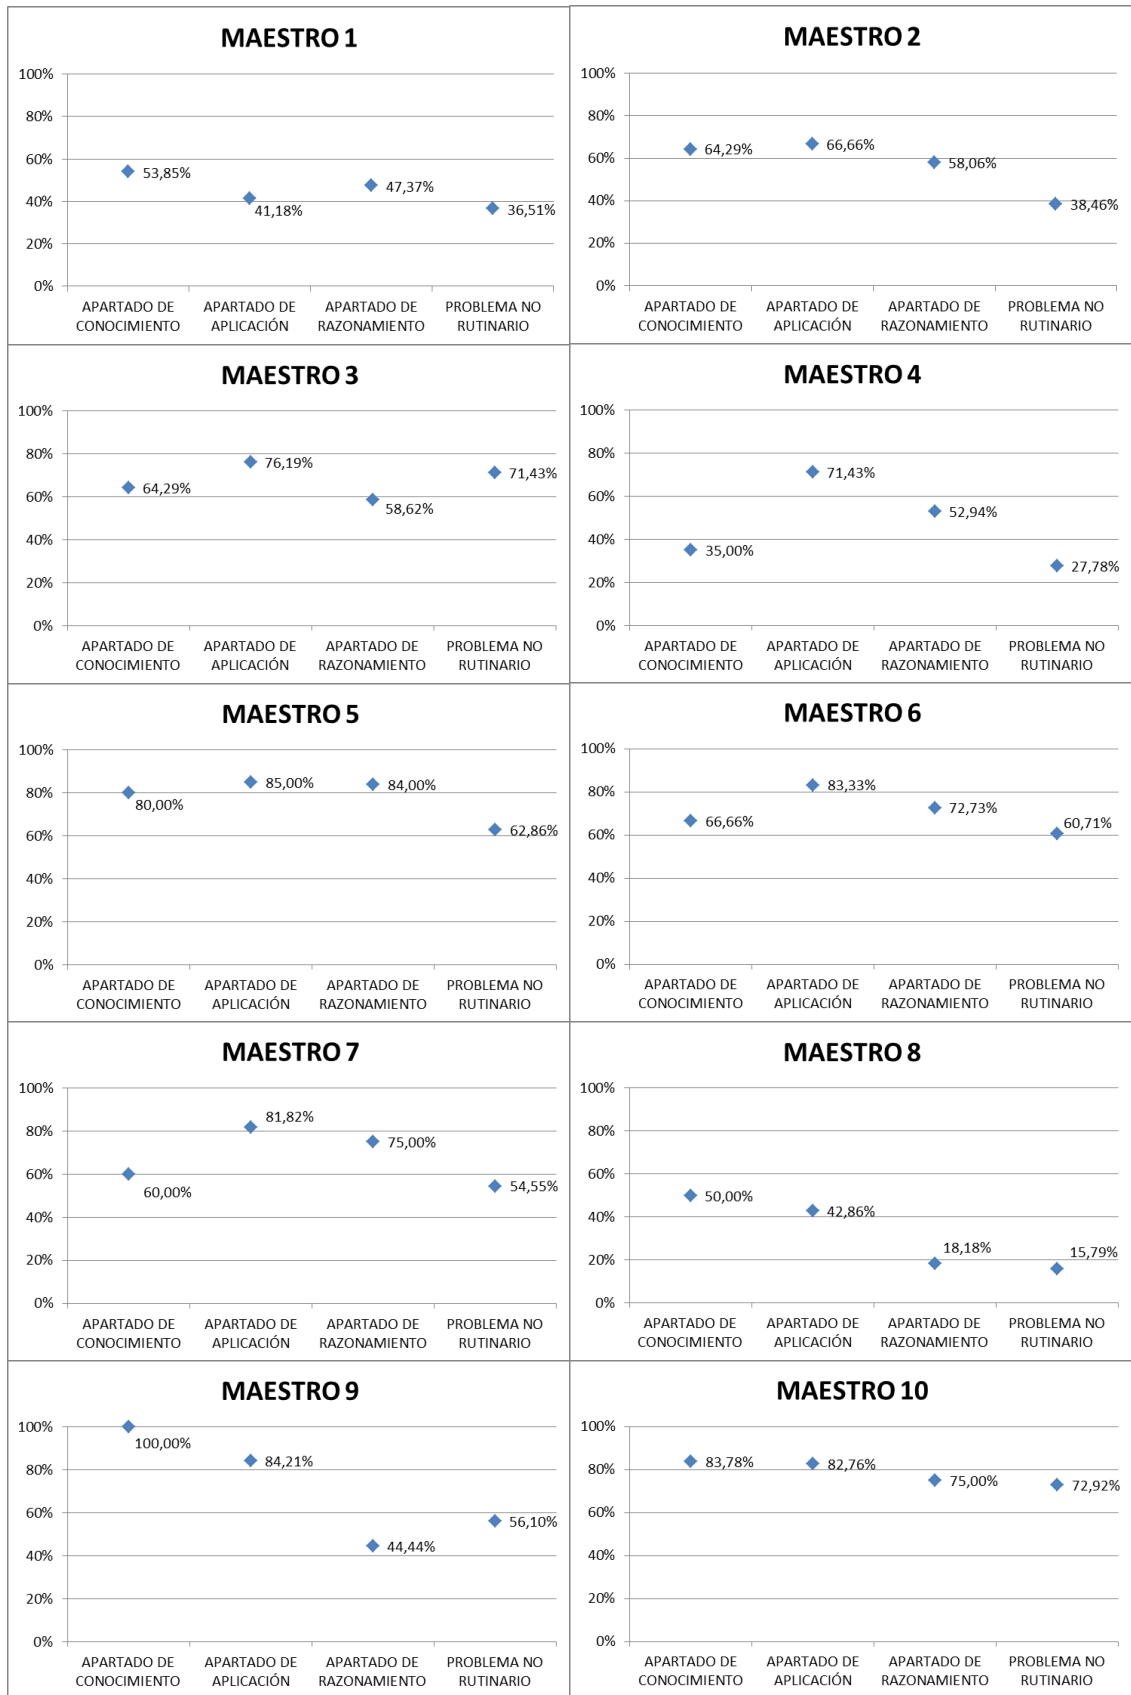 MAESTRO 1
100%
80%
60%
40%
20%
0%
53,85%
41,18%
47,37%
36,51%
APARTADO DE CONOCIMIENTO
APARTADO DE APLICACIÓN
APARTADO DE RAZONAMIENTO
PROBLEMA NO RUTINARIO
MAESTRO 2
100%
80%
60%
40%
20%
0%
64,29%
66,66%
58,06%
38,46%
APARTADO DE CONOCIMIENTO
APARTADO DE APLICACIÓN
APARTADO DE RAZONAMIENTO
PROBLEMA NO RUTINARIO
MAESTRO 3
100%
80%
60%
40%
20%
0%
64,29%
76,19%
58,62%
71,43%
APARTADO DE CONOCIMIENTO
APARTADO DE APLICACIÓN
APARTADO DE RAZONAMIENTO
PROBLEMA NO RUTINARIO
MAESTRO 4
100%
80%
60%
40%
20%
0%
35,00%
71,43%
52,94%
27,78%
APARTADO DE CONOCIMIENTO
APARTADO DE APLICACIÓN
APARTADO DE RAZONAMIENTO
PROBLEMA NO RUTINARIO
MAESTRO 5
100%
80%
60%
40%
20%
0%
80,00%
85,00%
84,00%
62,86%
APARTADO DE CONOCIMIENTO
APARTADO DE APLICACIÓN
APARTADO DE RAZONAMIENTO
PROBLEMA NO RUTINARIO
MAESTRO 6
100%
80%
60%
40%
20%
0%
66,66%
83,33%
72,73%
60,71%
APARTADO DE CONOCIMIENTO
APARTADO DE APLICACIÓN
APARTADO DE RAZONAMIENTO
PROBLEMA NO RUTINARIO
MAESTRO 7
100%
80%
60%
40%
20%
0%
60,00%
81,82%
75,00%
54,55%
APARTADO DE CONOCIMIENTO
APARTADO DE APLICACIÓN
APARTADO DE RAZONAMIENTO
PROBLEMA NO RUTINARIO
MAESTRO 8
100%
80%
60%
40%
20%
0%
50,00%
42,86%
18,18%
15,79%
APARTADO DE CONOCIMIENTO
APARTADO DE APLICACIÓN
APARTADO DE RAZONAMIENTO
PROBLEMA NO RUTINARIO
MAESTRO 9
100%
80%
60%
40%
20%
0%
100,00%
84,21%
44,44%
56,10%
APARTADO DE CONOCIMIENTO
APARTADO DE APLICACIÓN
APARTADO DE RAZONAMIENTO
PROBLEMA NO RUTINARIO
MAESTRO 10
100%
80%
60%
40%
20%
0%
83,78%
82,76%
75,00%
72,92%
APARTADO DE CONOCIMIENTO
APARTADO DE APLICACIÓN
APARTADO DE RAZONAMIENTO
PROBLEMA NO RUTINARIO